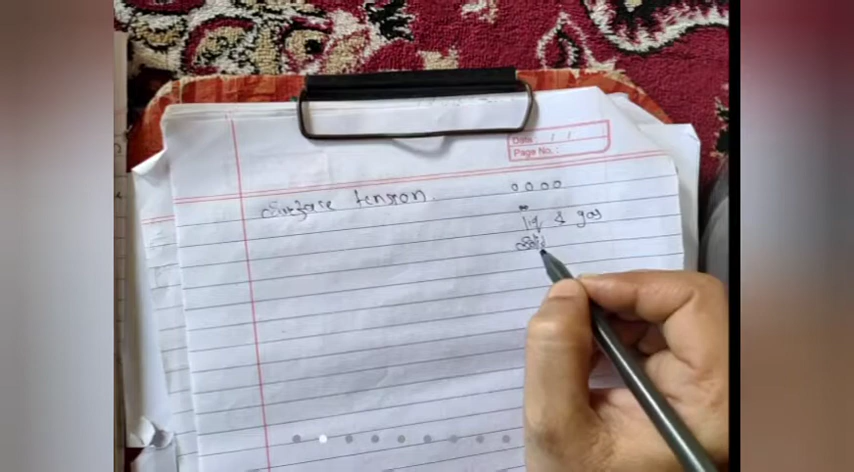 Date : / /
Page No. :
surface tension.
liq & gas